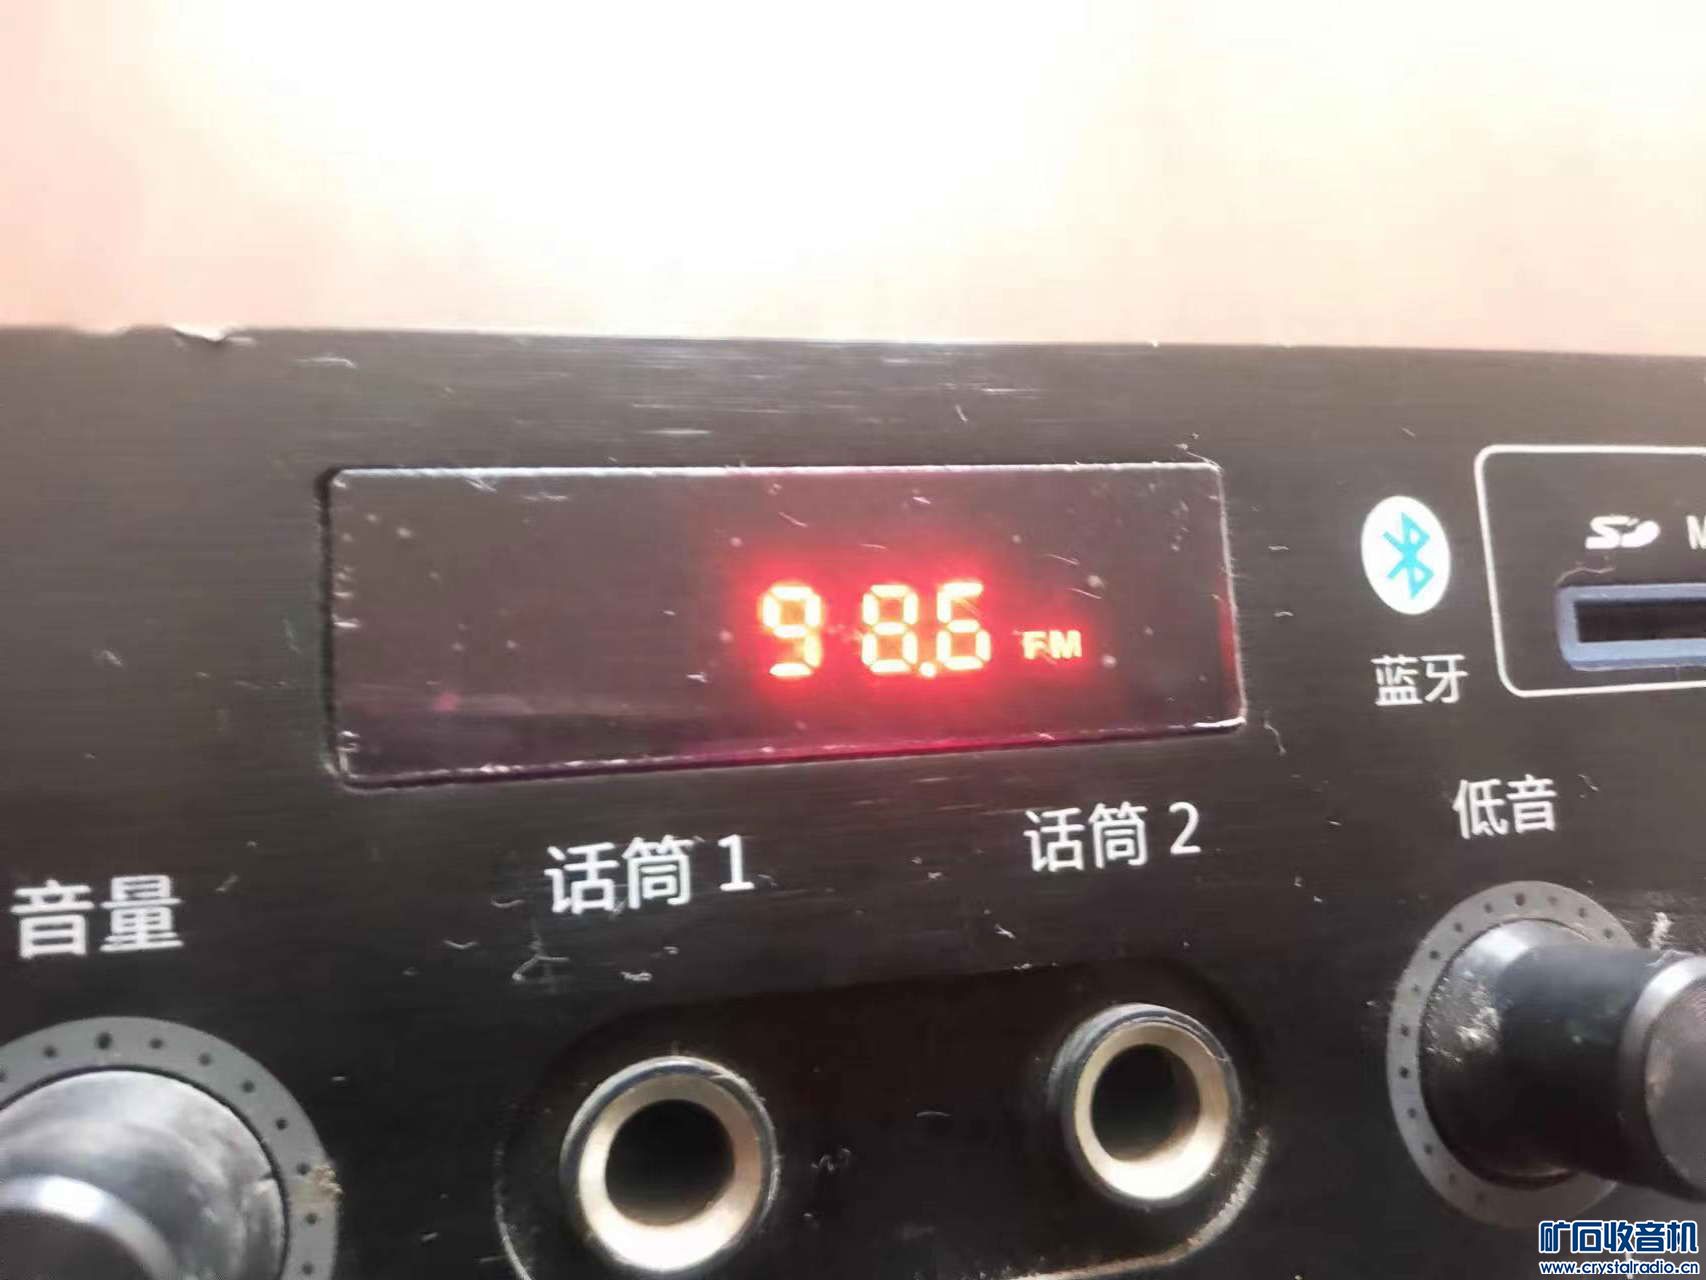 98.6 FM
SD M
蓝牙
低音
话筒 1
话筒 2
音量
矿石收音机
www.crystalradio.cn